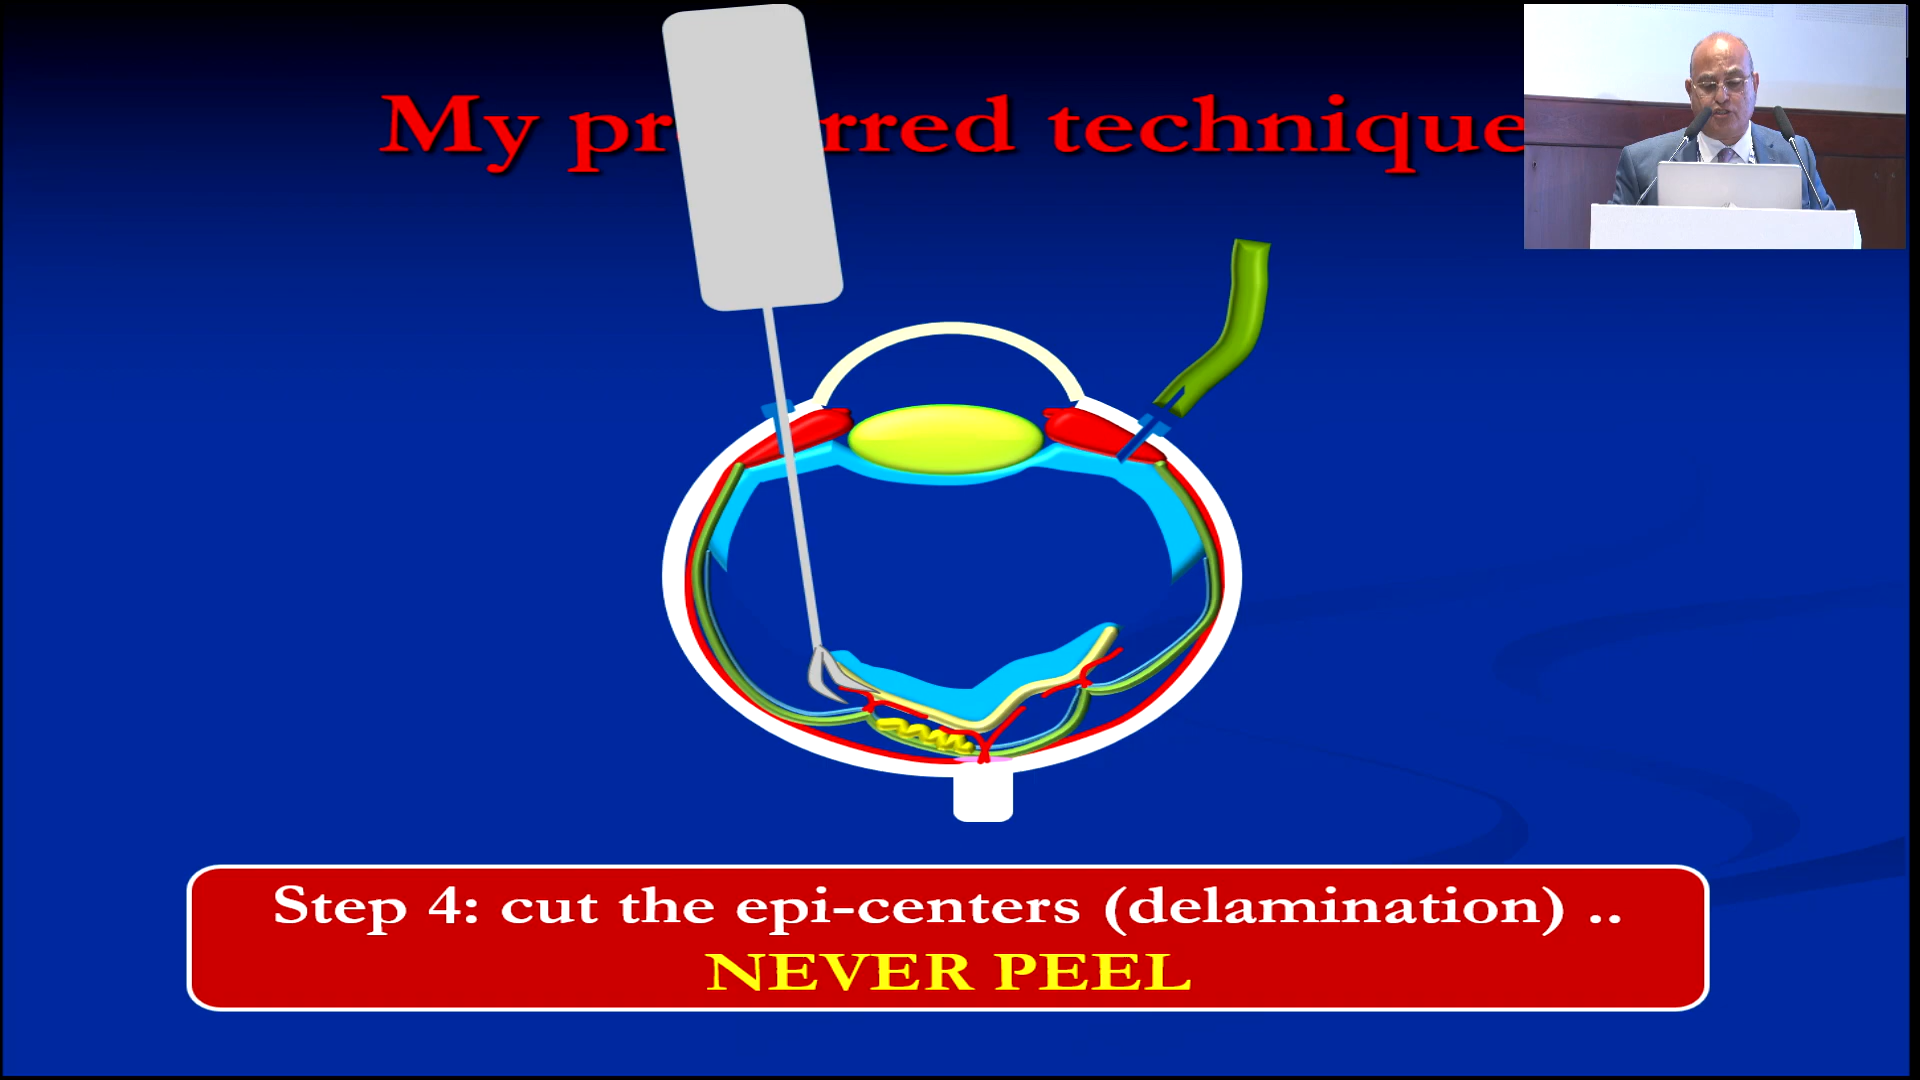 My pr rred technique
Step 4: cut the epi-centers (delamination) ..
NEVER PEEL